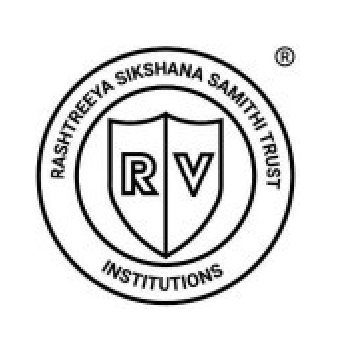 ®
RASHTREEYA SIKSHANA SAMITHI TRUST
RV
INSTITUTIONS